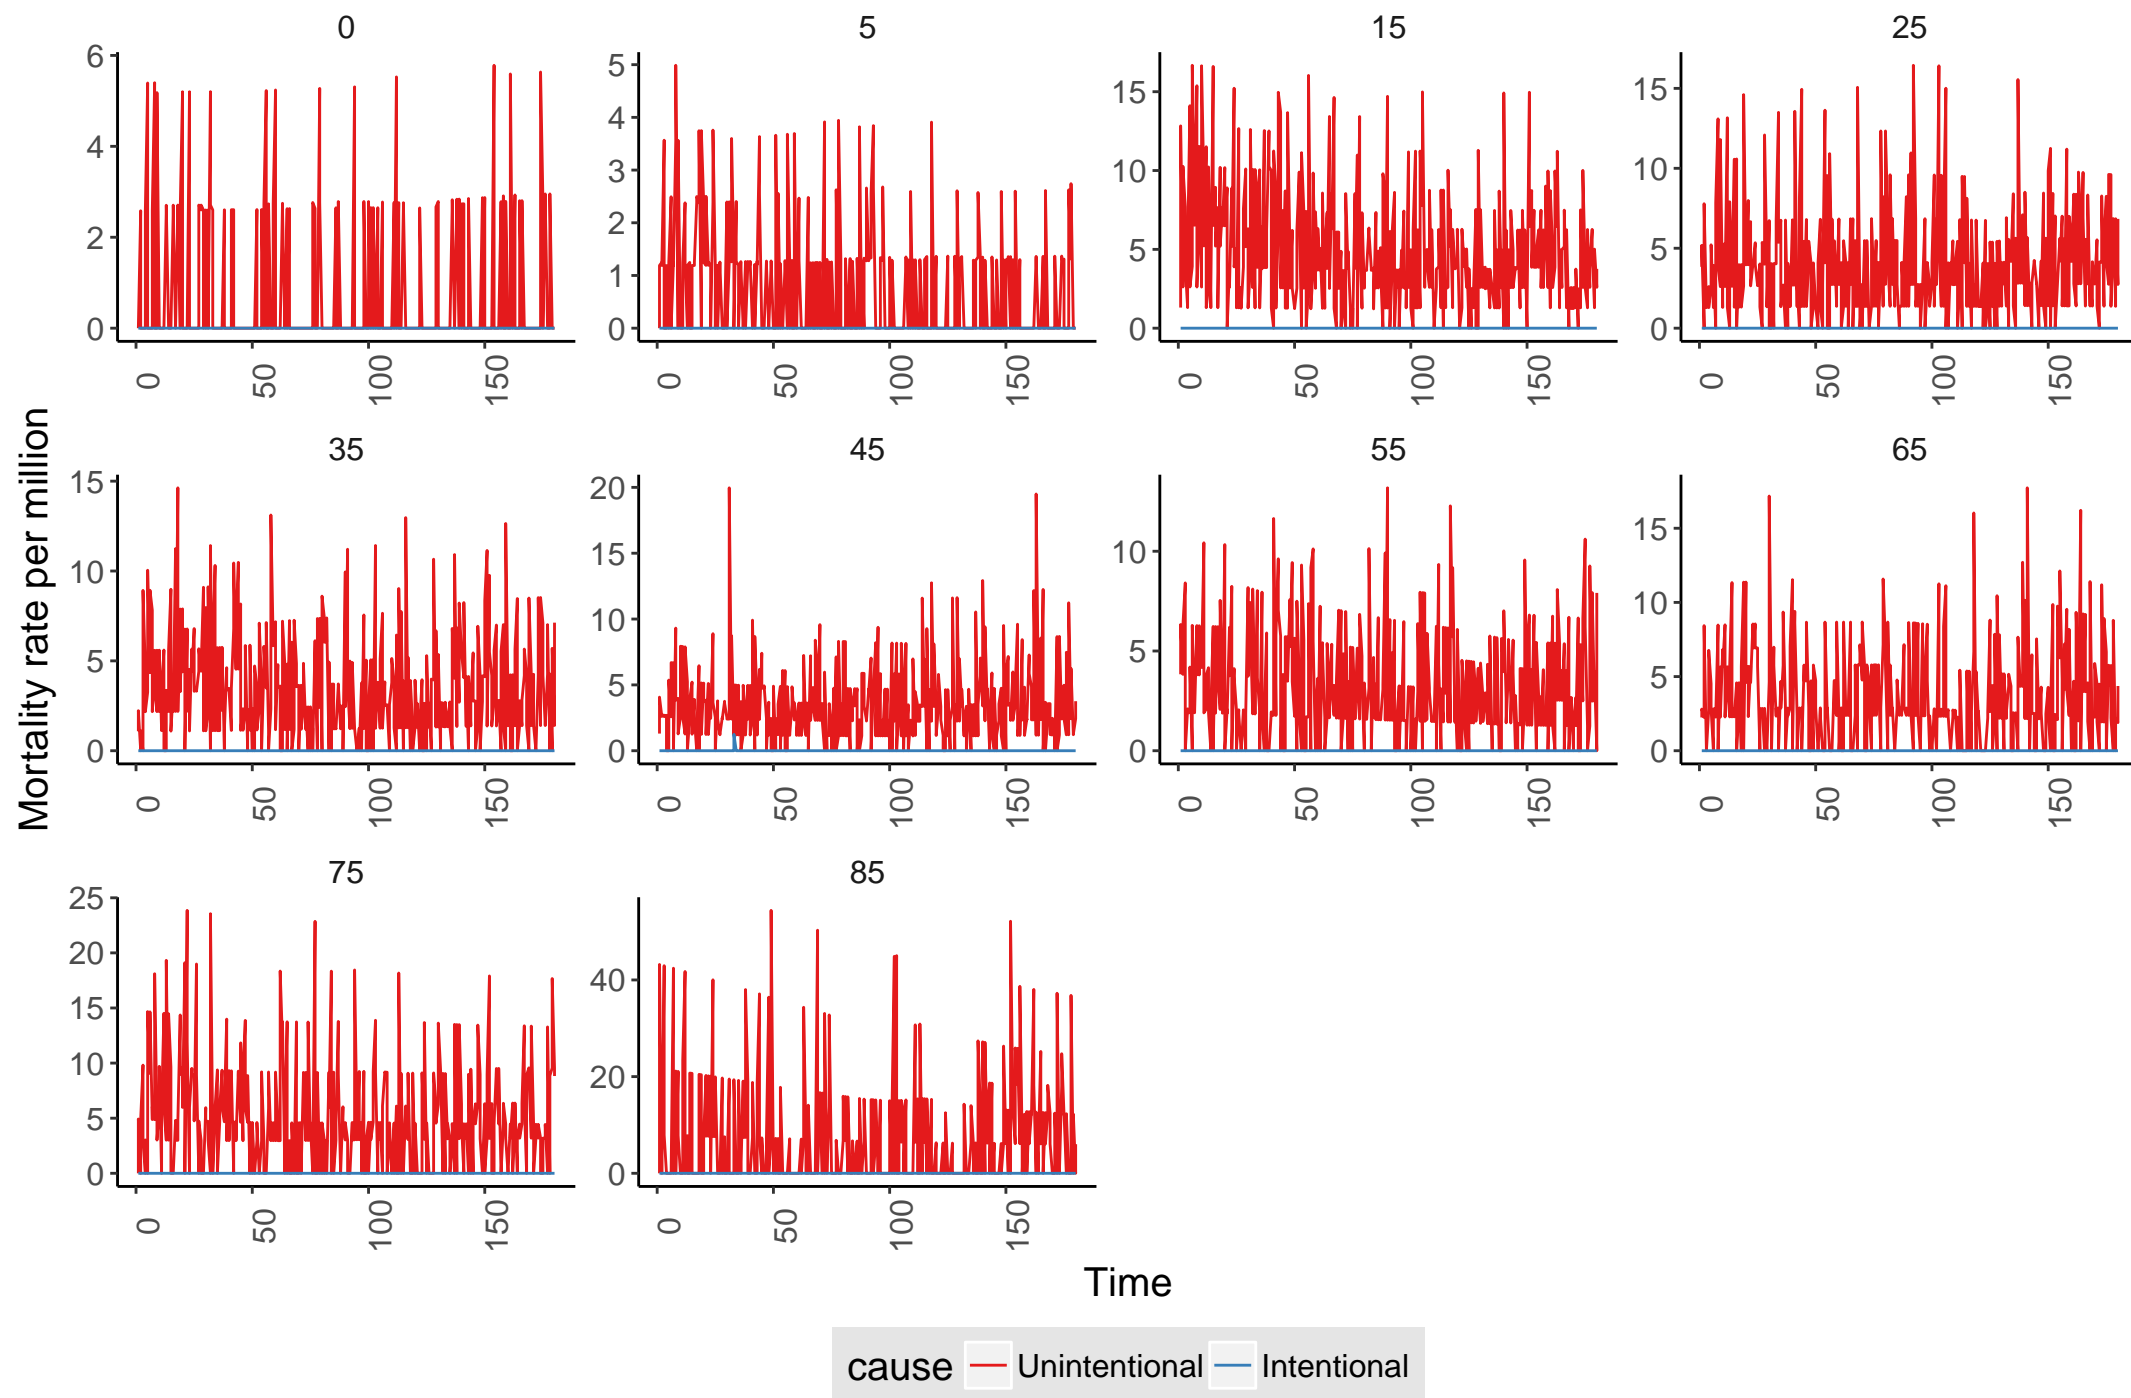 0 5 15 25
6 4 2 0
5 4 3 2 1 0
15 10 5 0
15 10 5 0
0 50 100 150
0 50 100 150
0 50 100 150
0 50 100 150
Mortality rate per million
35 45 55 65
15 10 5 0
20 15 10 5 0
10 5 0
15 10 5 0
0 50 100 150
0 50 100 150
0 50 100 150
0 50 100 150
75 85
25 20 15 10 5 0
40 20 0
0 50 100 150
0 50 100 150
Time
cause Unintentional Intentional